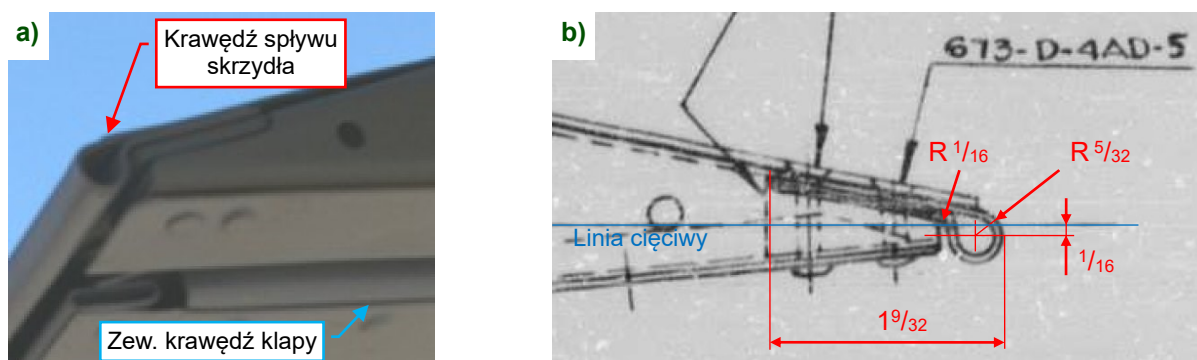 a)
Krawędź spływu
skrzydła
Zew. krawędź klapy
b)
673-D-4AD-5
R 1/16
R 5/32
Linia cięciwy
1/16
1 9/32